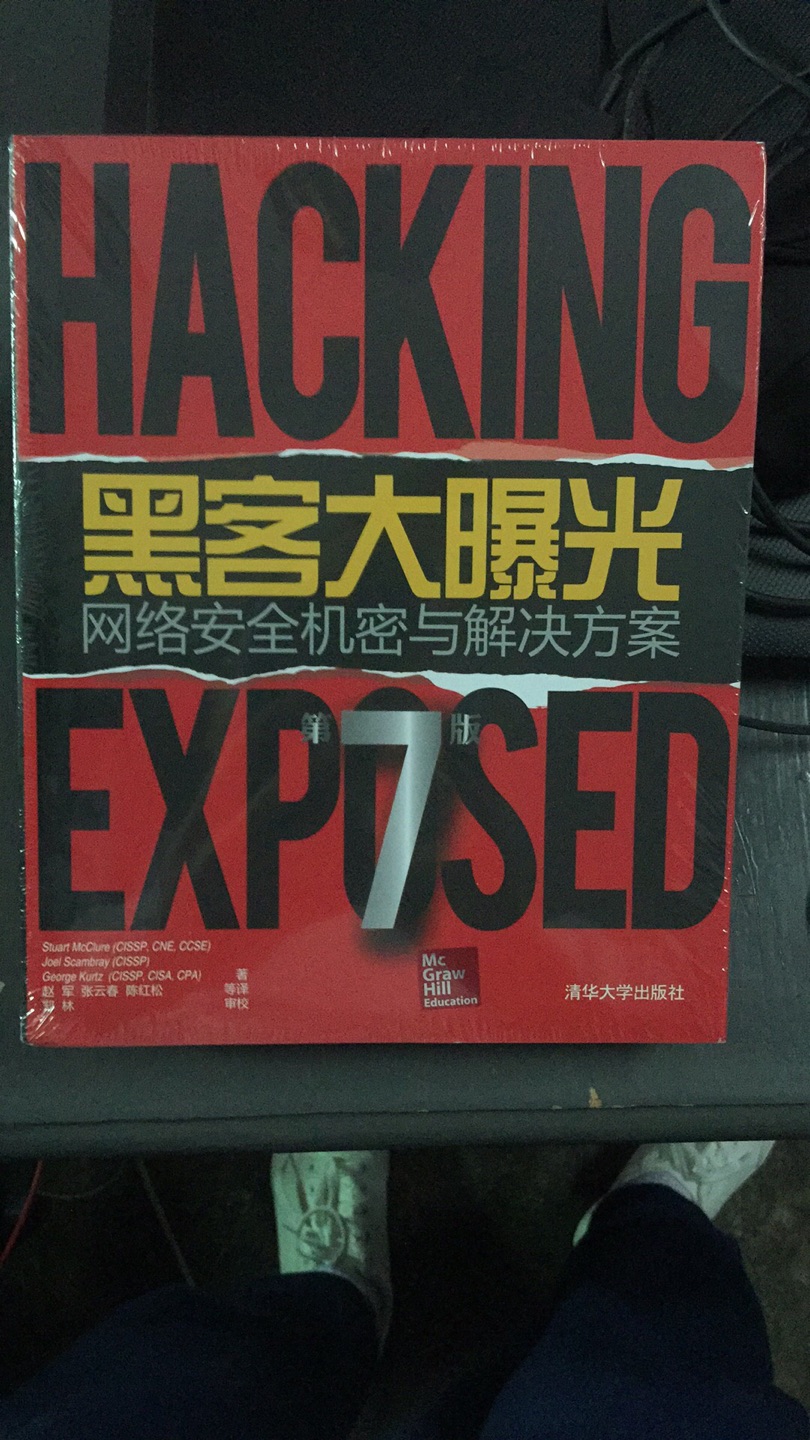 HACKING
黑客大曝光
网络安全机密与解决方案
EXPOSED
第7版
Stuart McClure (CISSP, CNE, CCSE)
Joel Scambray (CISSP)
George Kurtz (CISSP, CISA, CPA) 著
赵 军 张云春 陈红松 等译
林 审校
Mc
Graw
Hill
Education
清华大学出版社